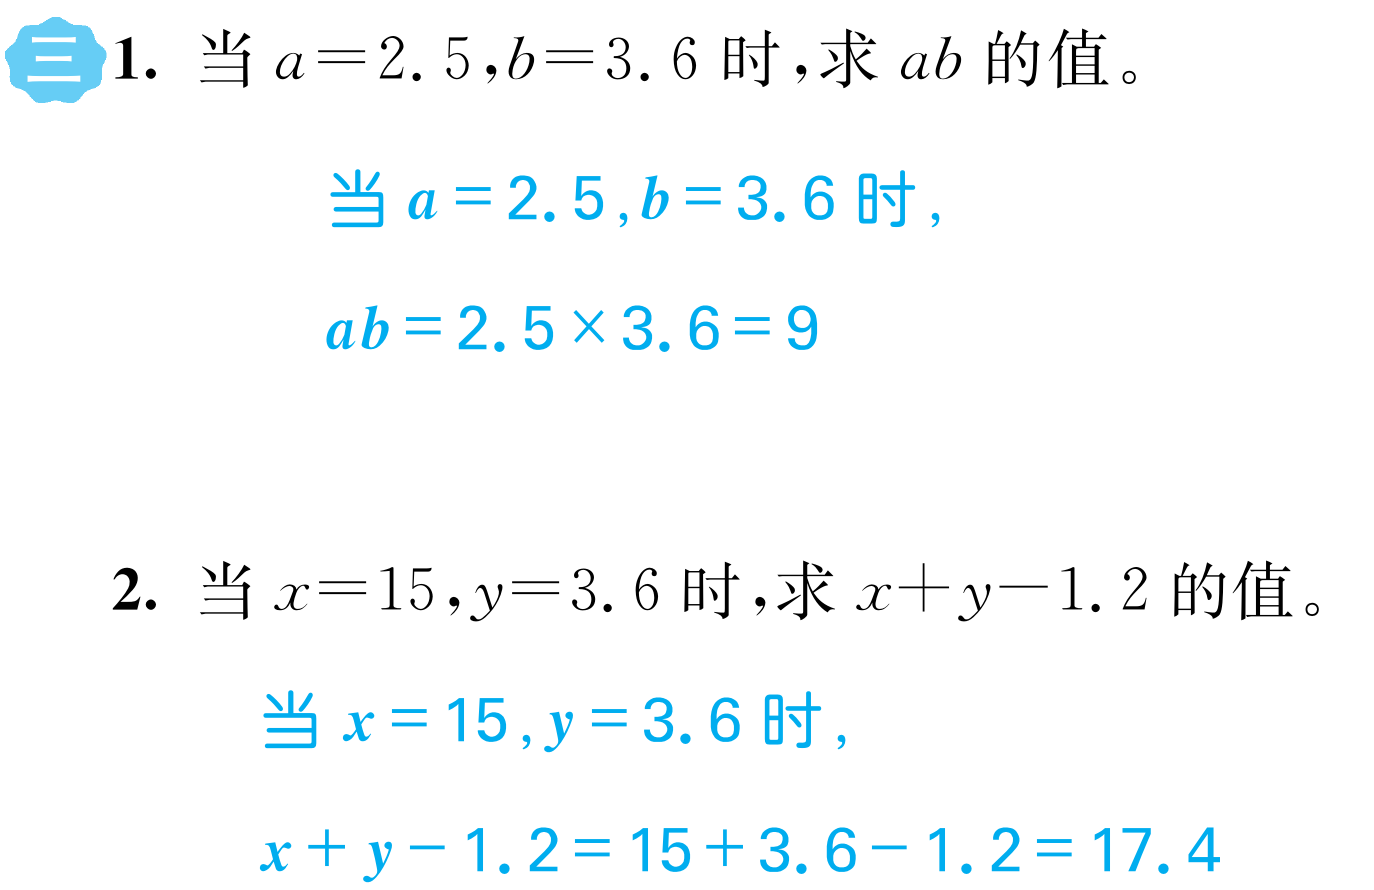 三 1. 当 a=2.5,b=3.6 时,求 ab 的值。
当 a=2.5,b=3.6 时,
ab=2.5×3.6=9
2. 当 x=15,y=3.6 时,求 x+y-1.2 的值。
当 x=15,y=3.6 时,
x+y-1.2=15+3.6-1.2=17.4